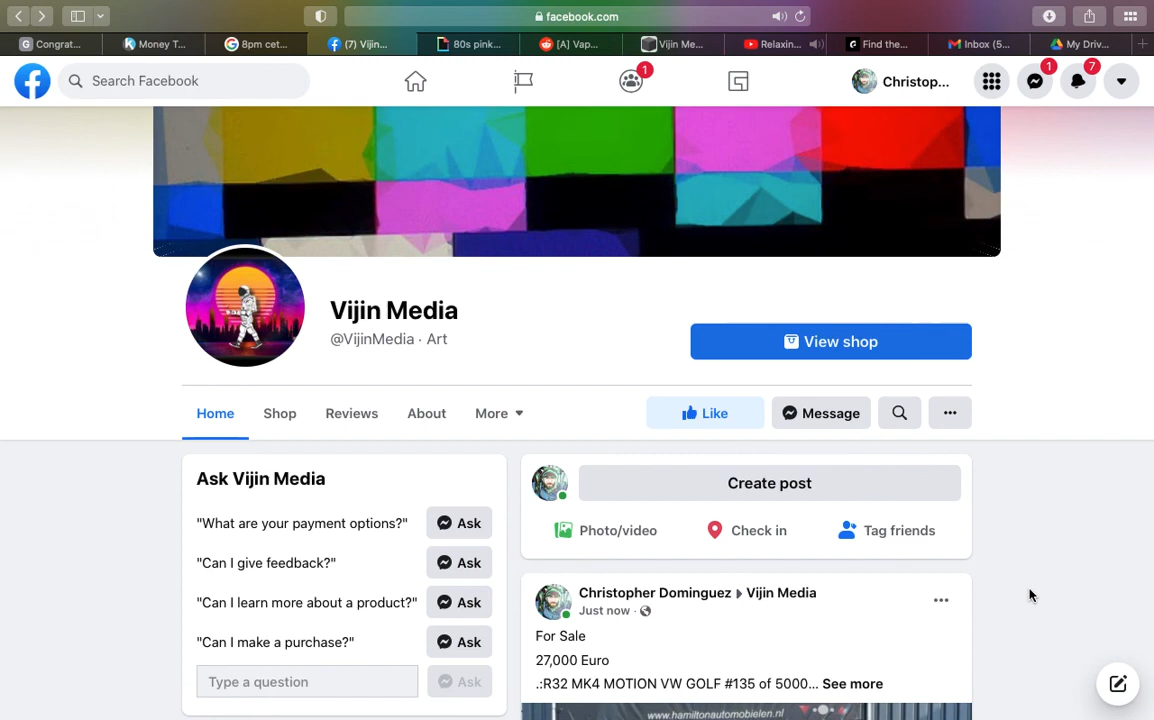 facebook.com
Congrat...
Money T...
8pm cet...
(7) Vijin...
80s pink...
[A] Vap...
Vijin Me...
Relaxin...
Find the...
Inbox (5...
My Driv...
Search Facebook
1
Christop...
1
7
Vijin Media
@VijinMedia · Art
View shop
Home
Shop
Reviews
About
More
Like
Message
Ask Vijin Media
"What are your payment options?"
Ask
"Can I give feedback?"
Ask
"Can I learn more about a product?"
Ask
"Can I make a purchase?"
Ask
Type a question
Ask
Create post
Photo/video
Check in
Tag friends
Christopher Dominguez ▸ Vijin Media
Just now ·
For Sale
27,000 Euro
.:R32 MK4 MOTION VW GOLF #135 of 5000... See more
www.hamiltonautomobielen.nl